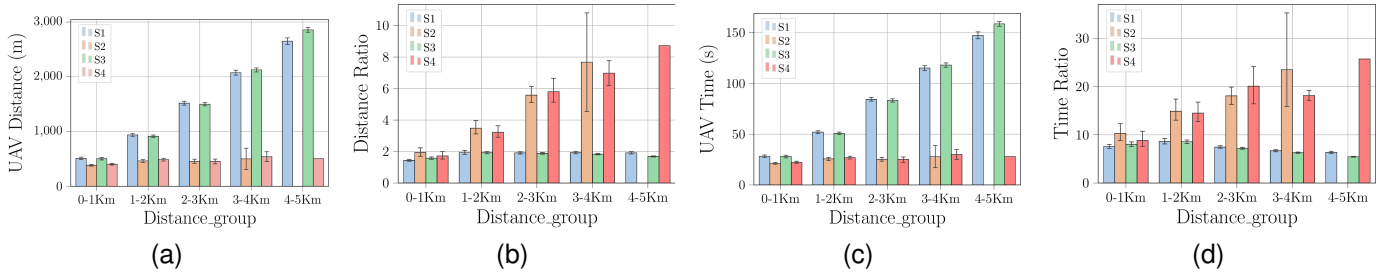 3,000
2,000
1,000
0
UAV Distance (m)
S1
S2
S3
S4
0-1Km 1-2Km 2-3Km 3-4Km 4-5Km
Distance_group
(a)
10
8
6
4
2
0
Distance Ratio
S1
S2
S3
S4
0-1Km 1-2Km 2-3Km 3-4Km 4-5Km
Distance_group
(b)
150
100
50
0
UAV Time (s)
S1
S2
S3
S4
0-1Km 1-2Km 2-3Km 3-4Km 4-5Km
Distance_group
(c)
30
20
10
0
Time Ratio
S1
S2
S3
S4
0-1Km 1-2Km 2-3Km 3-4Km 4-5Km
Distance_group
(d)